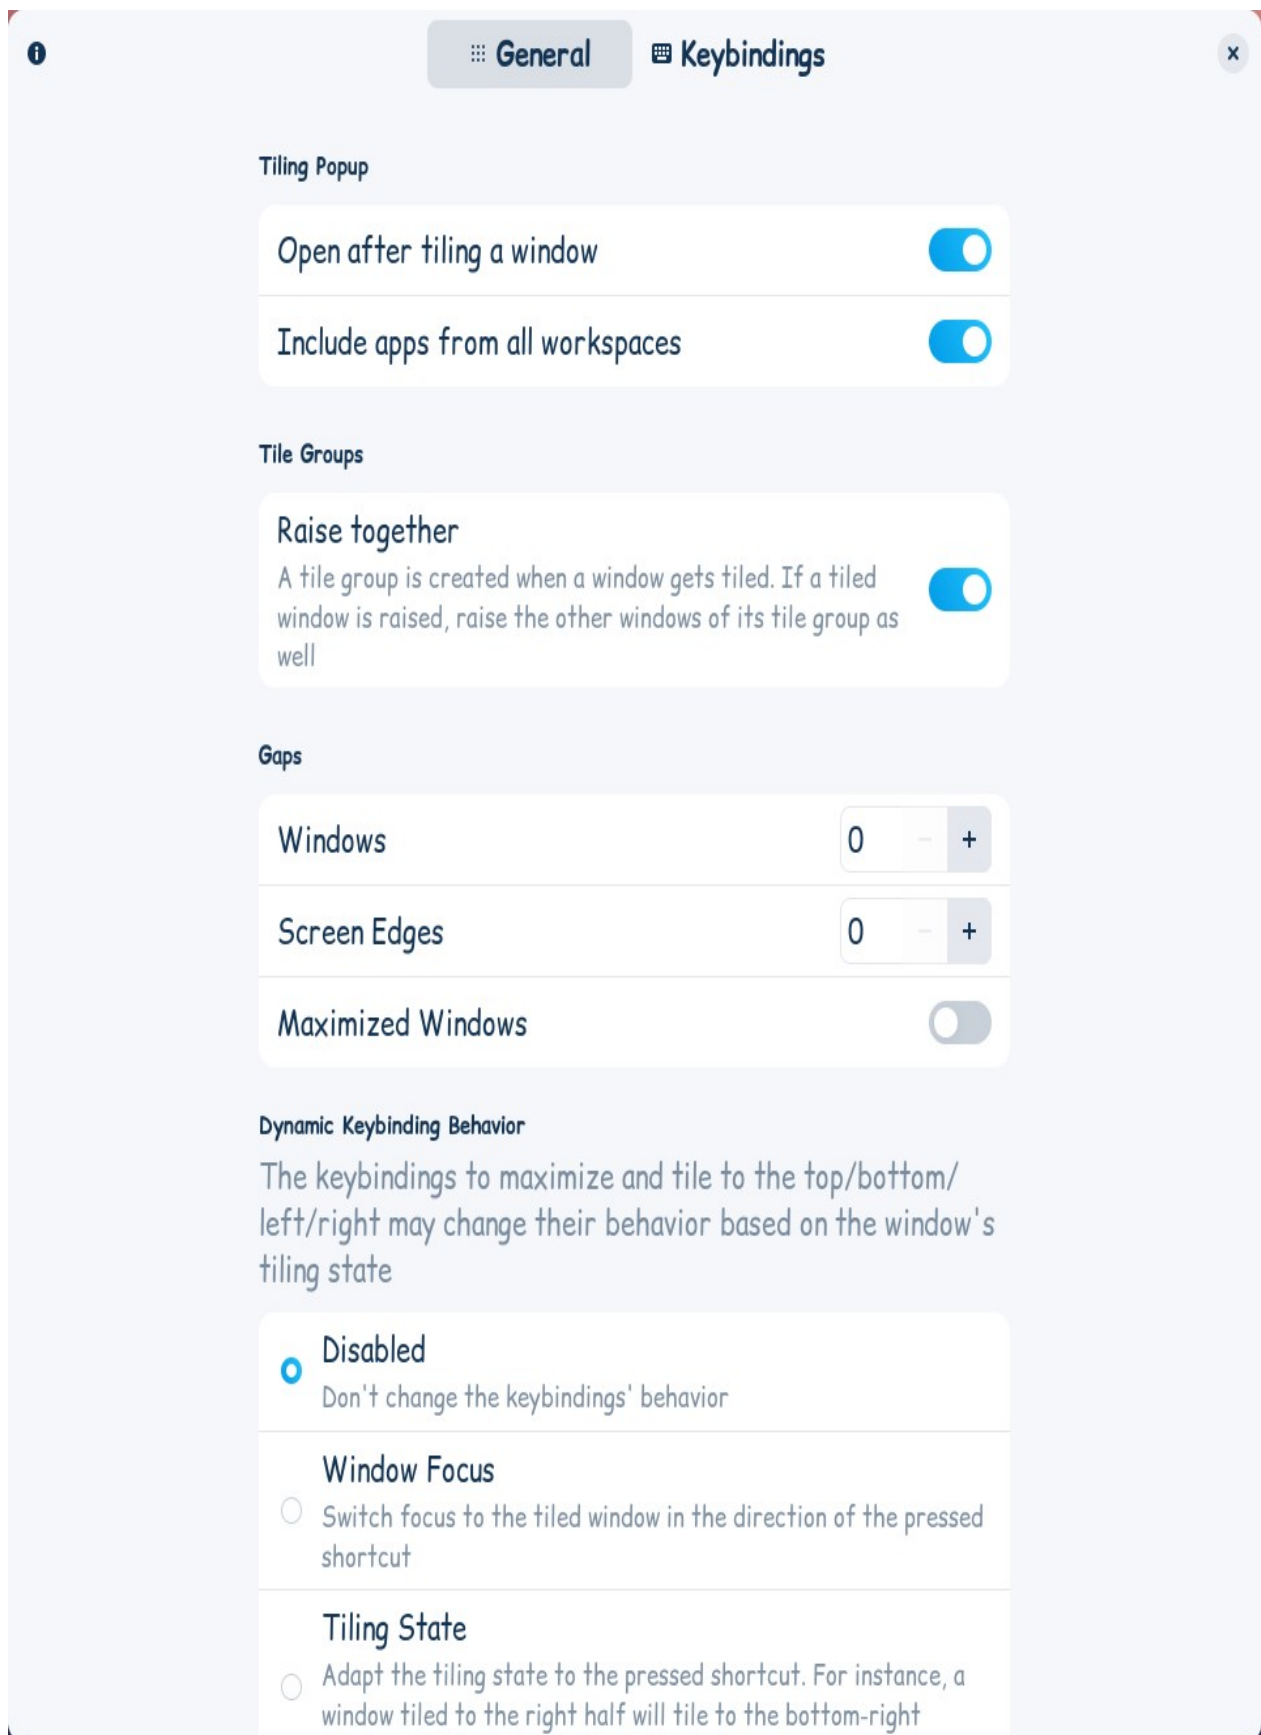 General
Keybindings
Tiling Popup
Open after tiling a window
Include apps from all workspaces
Tile Groups
Raise together
A tile group is created when a window gets tiled. If a tiled
window is raised, raise the other windows of its tile group as
well
Gaps
Windows
0 - +
Screen Edges
0 - +
Maximized Windows
Dynamic Keybinding Behavior
The keybindings to maximize and tile to the top/bottom/
left/right may change their behavior based on the window's
tiling state
Disabled
Don't change the keybindings' behavior
Window Focus
Switch focus to the tiled window in the direction of the pressed
shortcut
Tiling State
Adapt the tiling state to the pressed shortcut. For instance, a
window tiled to the right half will tile to the bottom-right